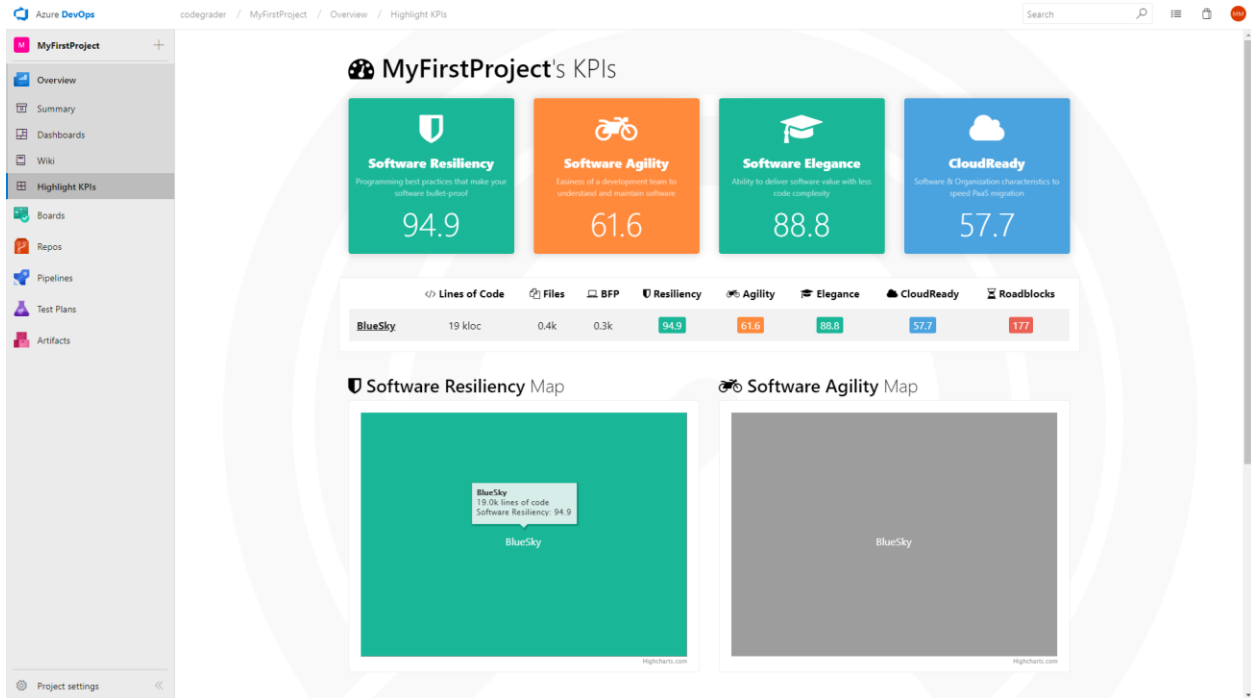 Azure DevOps
codegrader / MyFirstProject / Overview / Highlight KPIs
Search
MM
M MyFirstProject
Overview
Summary
Dashboards
Wiki
Highlight KPIs
Boards
Repos
Pipelines
Test Plans
Artifacts
Project settings
MyFirstProject's KPIs
Software Resiliency
Programming best practices that make your
software bullet-proof
94.9
Software Agility
Easiness of a development team to
understand and maintain software
61.6
Software Elegance
Ability to deliver software value with less
code complexity
88.8
CloudReady
Software & Organization characteristics to
speed PaaS migration
57.7
Lines of Code Files BFP Resiliency Agility Elegance CloudReady Roadblocks
BlueSky 19 kloc 0.4k 0.3k 94.9 61.6 88.8 57.7 177
Software Resiliency Map
BlueSky
19.0k lines of code
Software Resiliency: 94.9
BlueSky
Highcharts.com
Software Agility Map
BlueSky
Highcharts.com